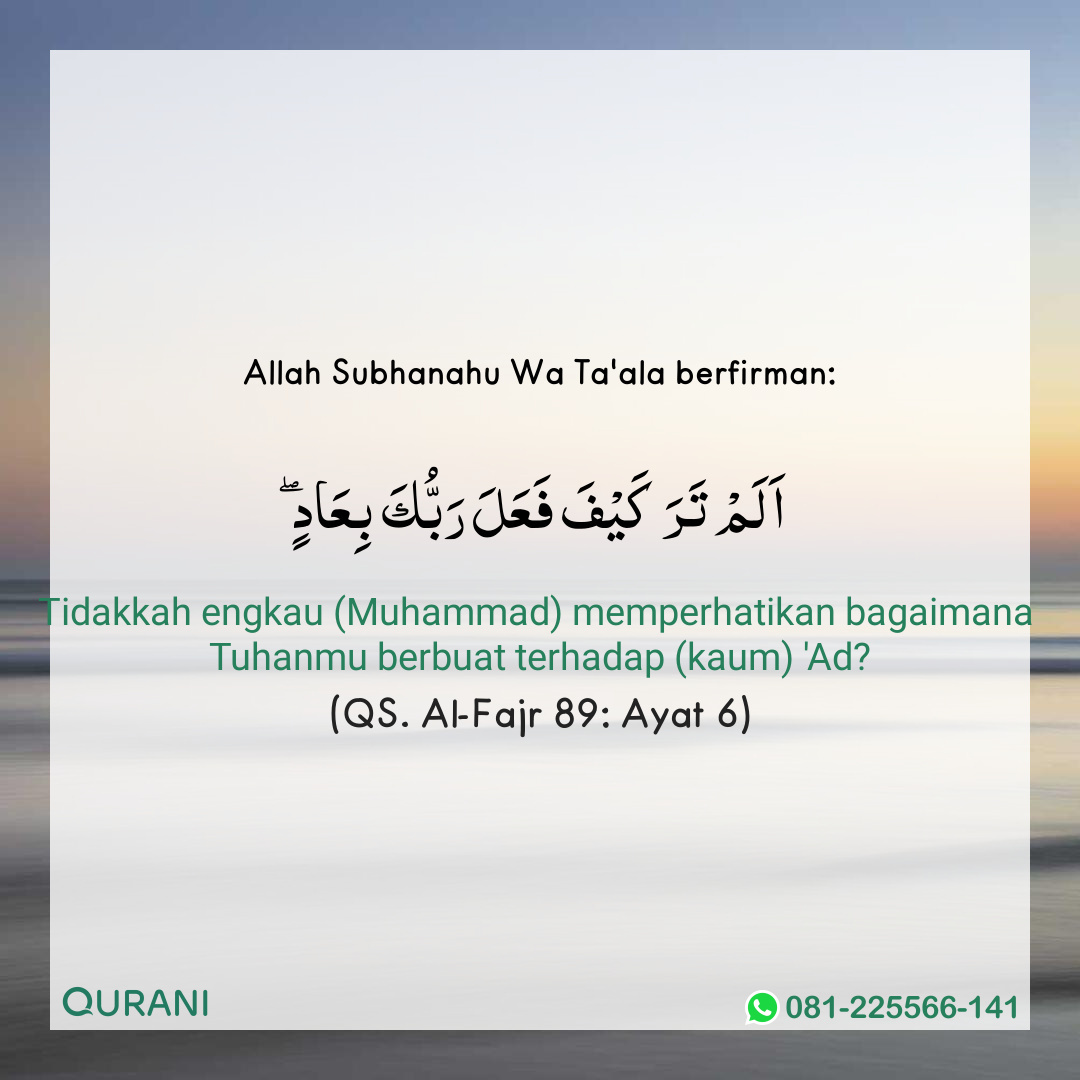 Allah Subhanahu Wa Ta'ala berfirman:
اَلَمْ تَرَ كَيْفَ فَعَلَ رَبُّكَ بِعَادٍ ۖ
Tidakkah engkau (Muhammad) memperhatikan bagaimana
Tuhanmu berbuat terhadap (kaum) 'Ad?
(QS. Al-Fajr 89: Ayat 6)
QURANI
081-225566-141